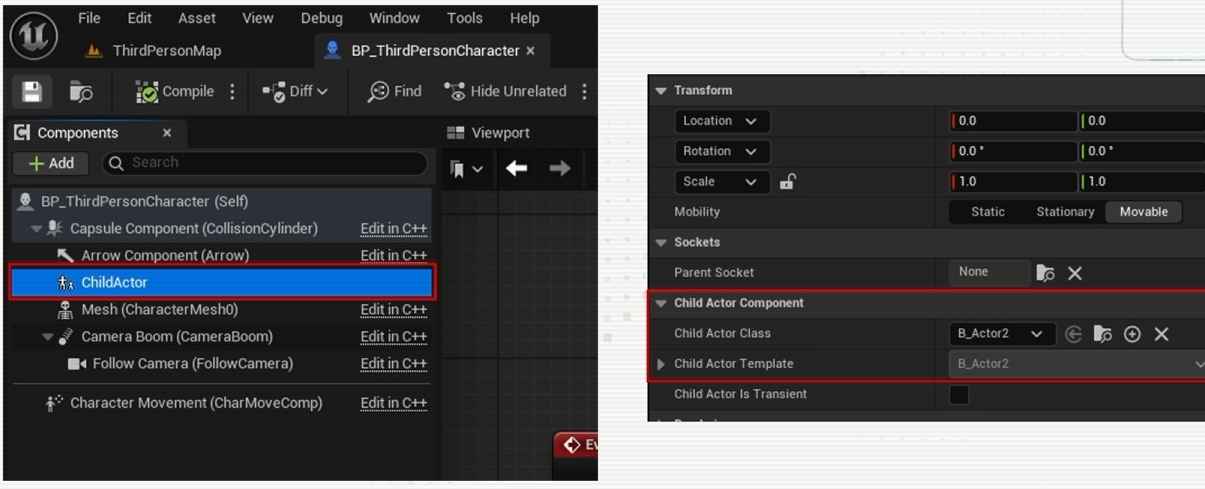 File Edit Asset View Debug Window Tools Help
ThirdPersonMap BP_ThirdPersonCharacter
Compile Diff Find Hide Unrelated
Components Viewport
Add Search
BP_ThirdPersonCharacter (Self)
Capsule Component (CollisionCylinder) Edit in C++
Arrow Component (Arrow) Edit in C++
ChildActor
Mesh (CharacterMesh0) Edit in C++
Camera Boom (CameraBoom) Edit in C++
Follow Camera (FollowCamera) Edit in C++
Character Movement (CharMoveComp) Edit in C++
Transform
Location 0.0 0.0
Rotation 0.0 ° 0.0 °
Scale 1.0 1.0
Mobility Static Stationary Movable
Sockets
Parent Socket None
Child Actor Component
Child Actor Class B_Actor2
Child Actor Template B_Actor2
Child Actor Is Transient